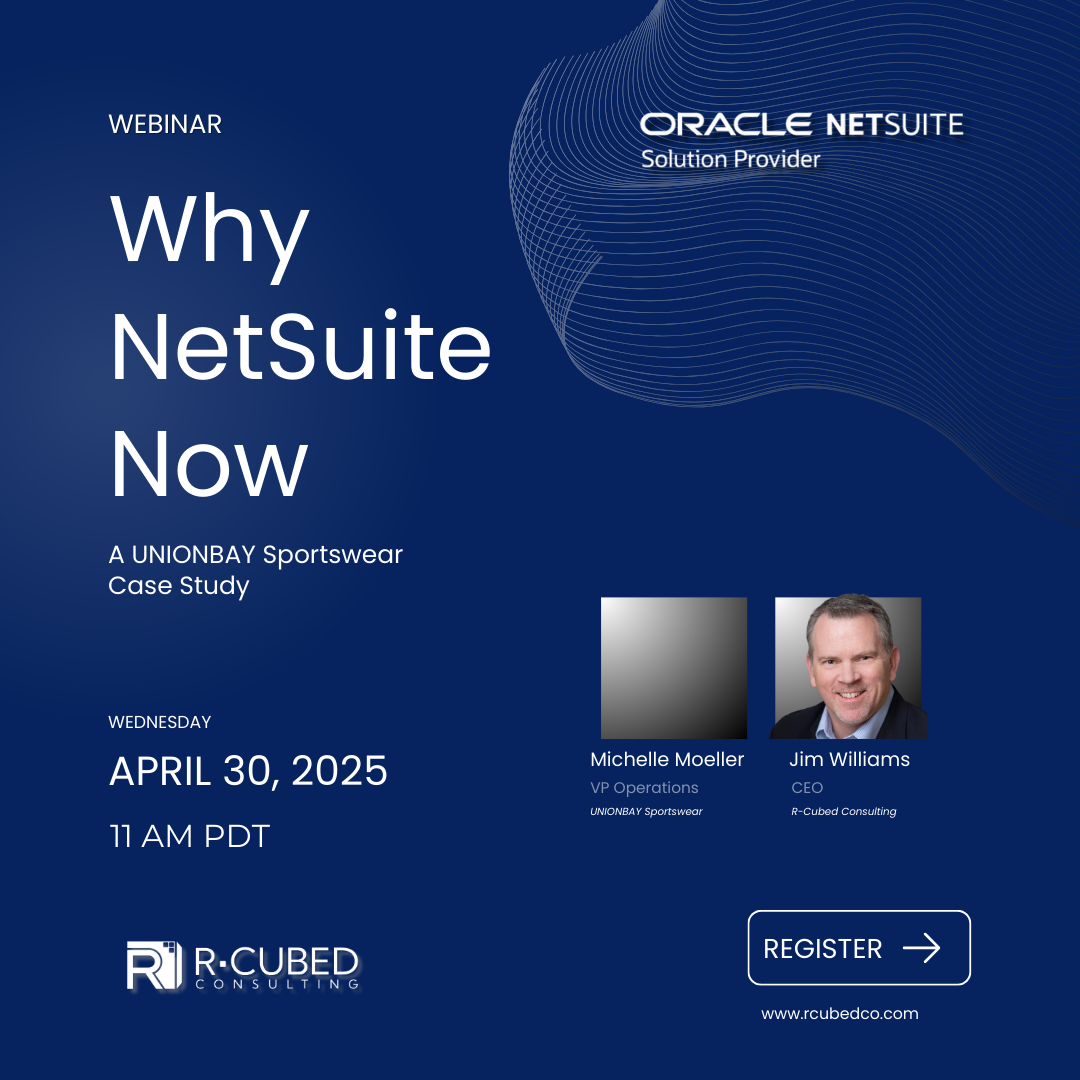 WEBINAR
ORACLE NETSUITE
Solution Provider
Why
NetSuite
Now
A UNIONBAY Sportswear
Case Study
WEDNESDAY
APRIL 30, 2025
11 AM PDT
Michelle Moeller
VP Operations
UNIONBAY Sportswear
Jim Williams
CEO
R-Cubed Consulting
R·CUBED
CONSULTING
REGISTER
www.rcubedco.com